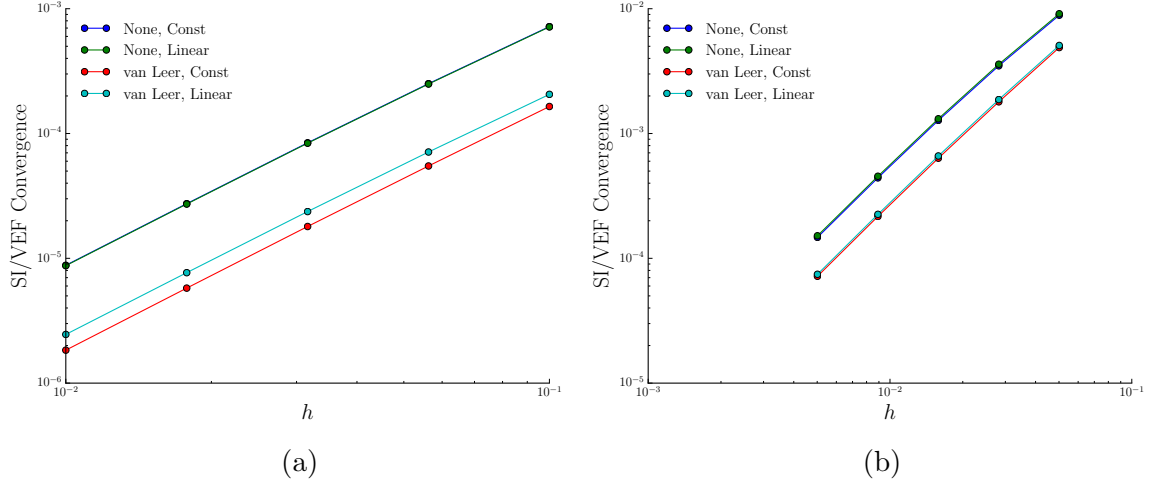 SI/VEF Convergence
10⁻³
10⁻⁴
10⁻⁵
10⁻⁶
None, Const
None, Linear
van Leer, Const
van Leer, Linear
10⁻² 10⁻¹
h
(a)
SI/VEF Convergence
10⁻²
10⁻³
10⁻⁴
10⁻⁵
None, Const
None, Linear
van Leer, Const
van Leer, Linear
10⁻³ 10⁻² 10⁻¹
h
(b)